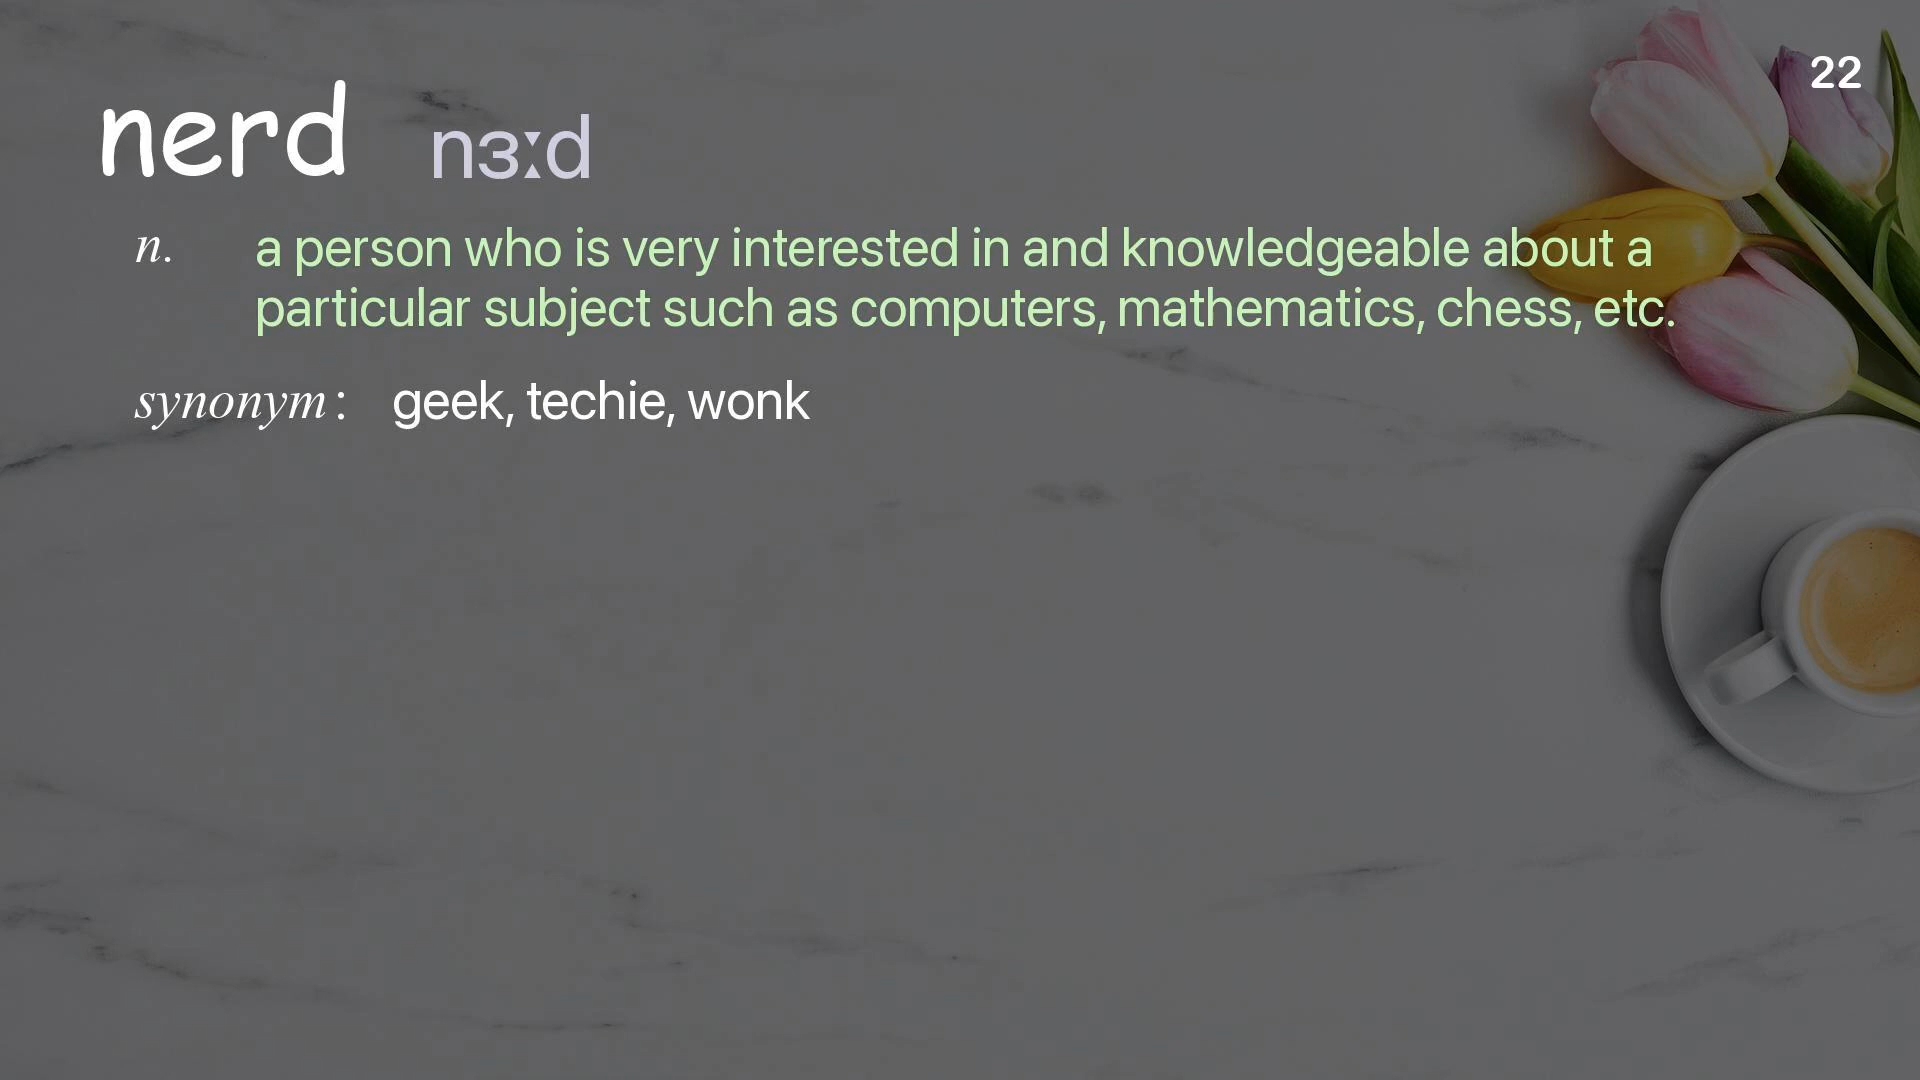 22
nerd nɜːd
n. a person who is very interested in and knowledgeable about a
particular subject such as computers, mathematics, chess, etc.
synonym : geek, techie, wonk